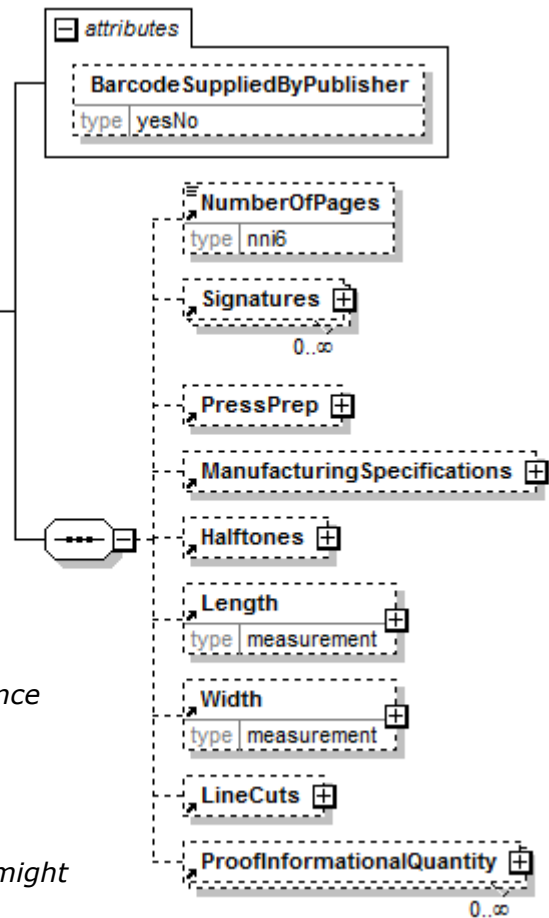 attributes
BarcodeSuppliedByPublisher
type yesNo
NumberOfPages
type nni6
Signatures
0..∞
PressPrep
ManufacturingSpecifications
Halftones
Length
type measurement
nce
Width
type measurement
LineCuts
might
ProofInformationalQuantity
0..∞